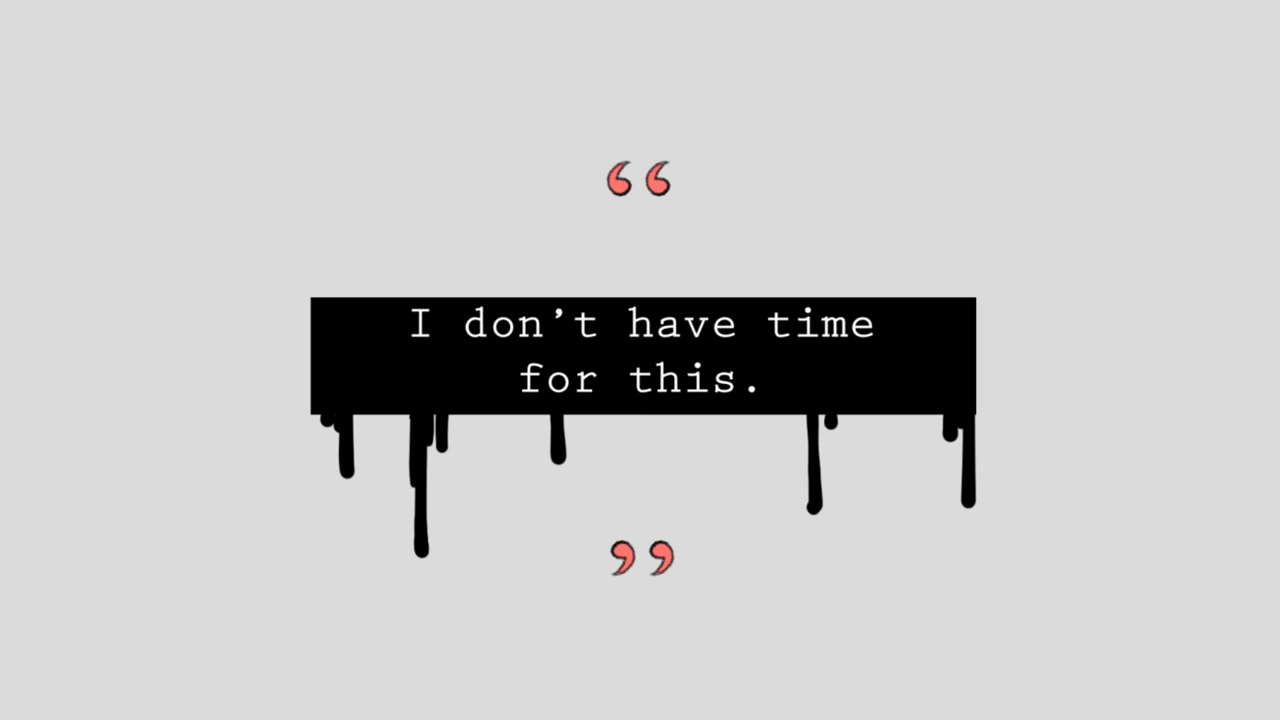 “
I don’t have time
for this.
”